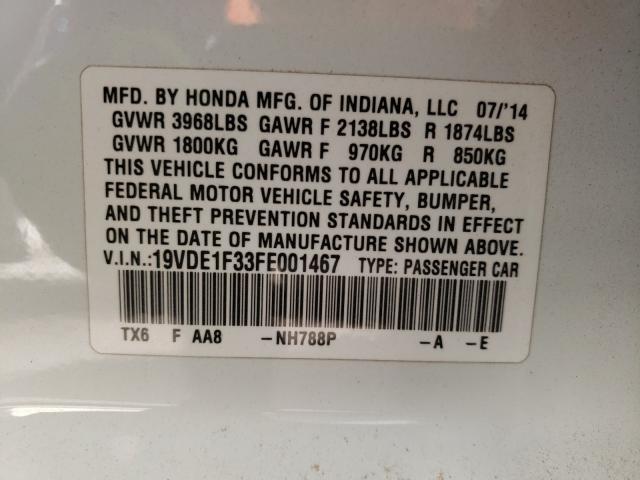 MFD. BY HONDA MFG. OF INDIANA, LLC 07/'14
GVWR 3968LBS GAWR F 2138LBS R 1874LBS
GVWR 1800KG GAWR F 970KG R 850KG
THIS VEHICLE CONFORMS TO ALL APPLICABLE
FEDERAL MOTOR VEHICLE SAFETY, BUMPER,
AND THEFT PREVENTION STANDARDS IN EFFECT
ON THE DATE OF MANUFACTURE SHOWN ABOVE.
V.I.N.:19VDE1F33FE001467 TYPE: PASSENGER CAR
TX6 F AA8 -NH788P -A -E